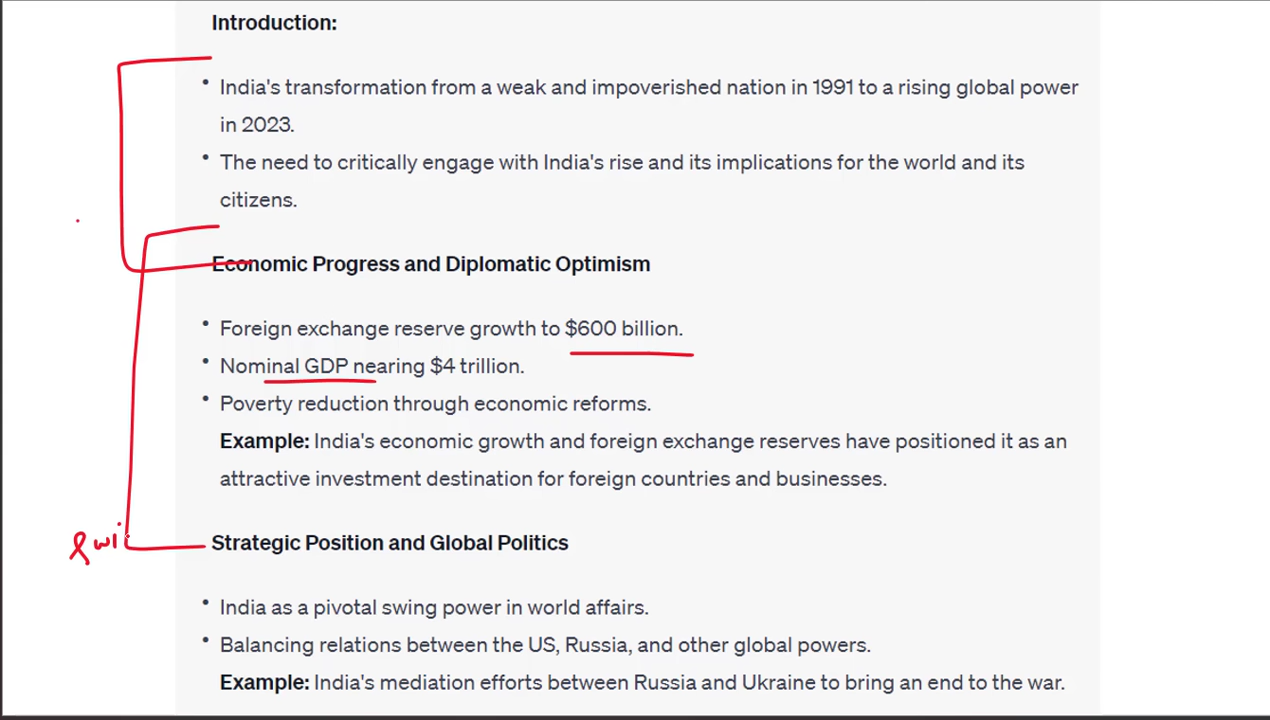 Introduction:
• India's transformation from a weak and impoverished nation in 1991 to a rising global power
in 2023.
• The need to critically engage with India's rise and its implications for the world and its
citizens.
Economic Progress and Diplomatic Optimism
• Foreign exchange reserve growth to $600 billion.
• Nominal GDP nearing $4 trillion.
• Poverty reduction through economic reforms.
Example: India's economic growth and foreign exchange reserves have positioned it as an
attractive investment destination for foreign countries and businesses.
Strategic Position and Global Politics
• India as a pivotal swing power in world affairs.
• Balancing relations between the US, Russia, and other global powers.
Example: India's mediation efforts between Russia and Ukraine to bring an end to the war.